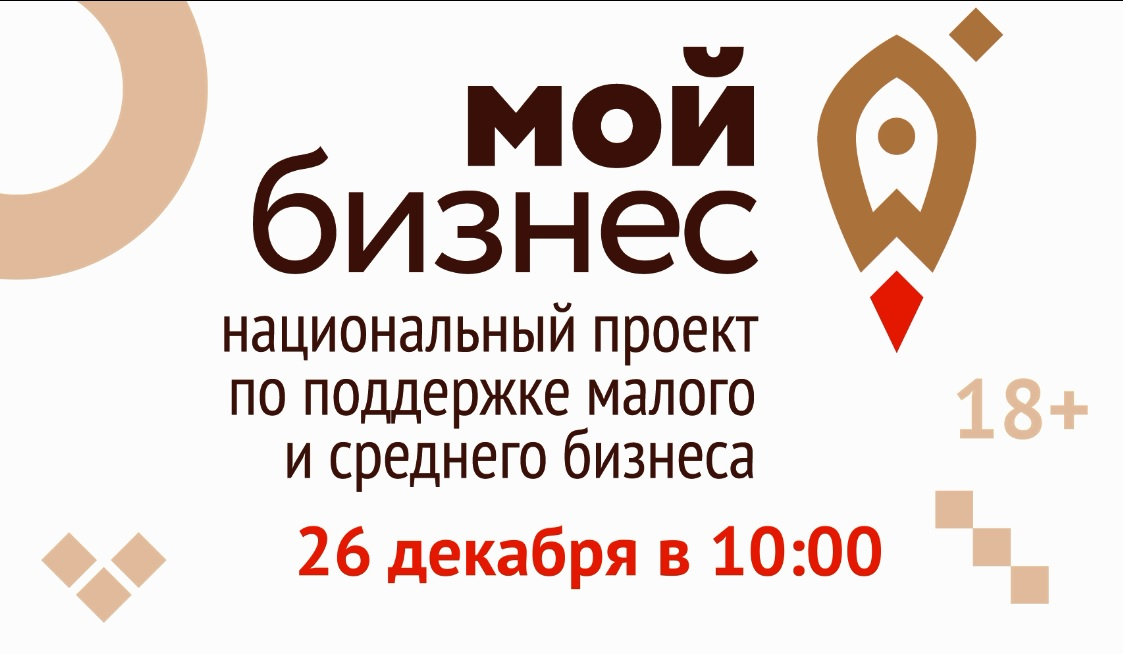 мой
бизнес
национальный проект
по поддержке малого
и среднего бизнеса
18+
26 декабря в 10:00